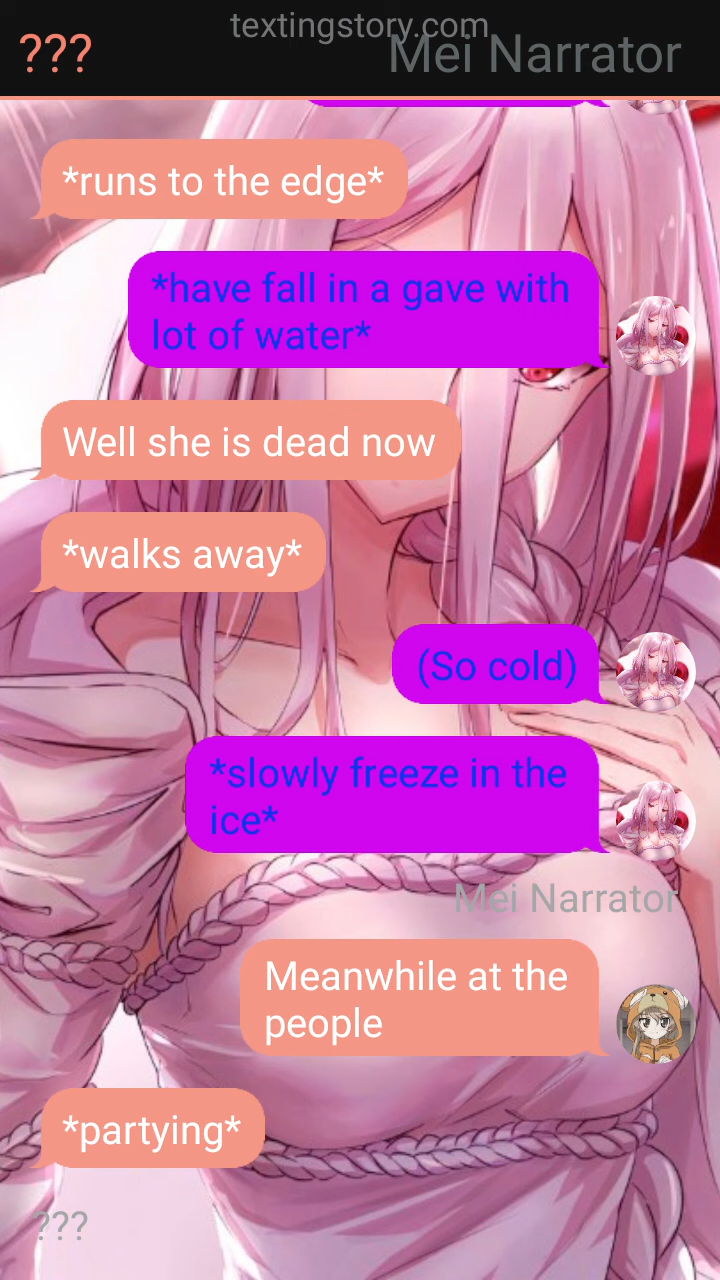 textingstory.com
??? Mei Narrator
*runs to the edge*
*have fall in a gave with
lot of water*
Well she is dead now
*walks away*
(So cold)
*slowly freeze in the
ice*
Mei Narrator
Meanwhile at the
people
*partying*
???